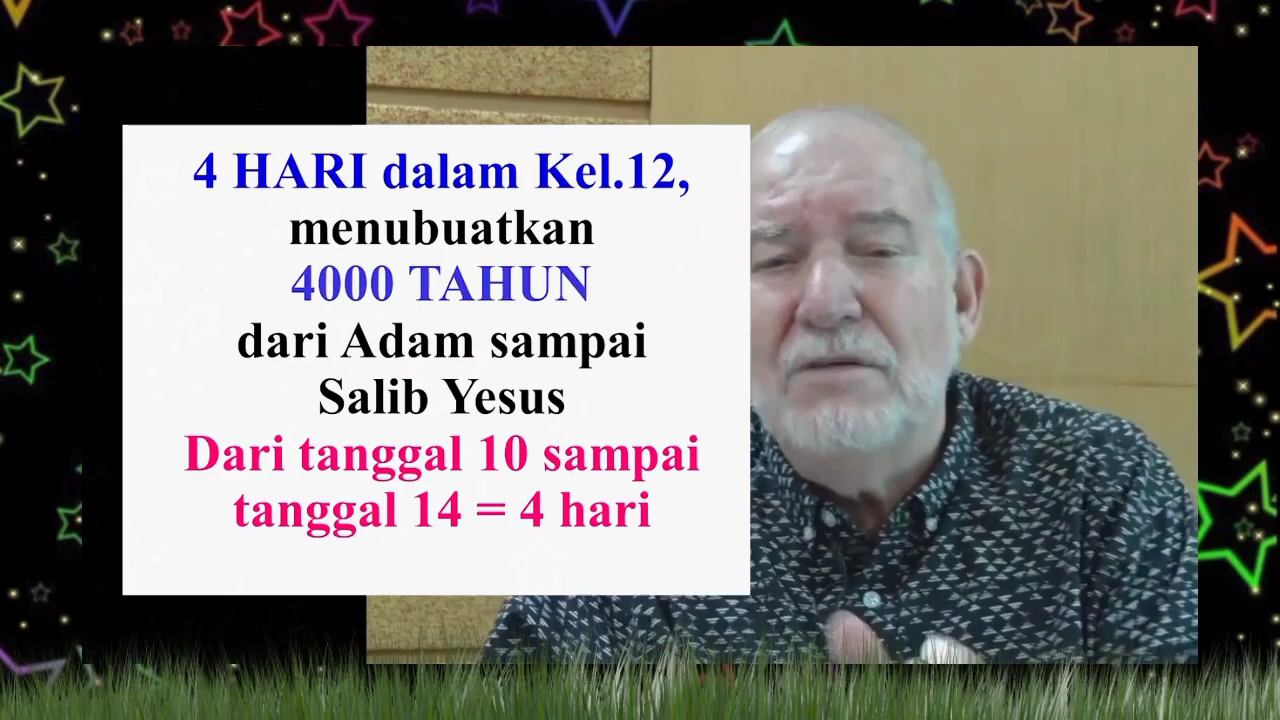 4 HARI dalam Kel.12,
menubuatkan
4000 TAHUN
dari Adam sampai
Salib Yesus
Dari tanggal 10 sampai
tanggal 14 = 4 hari